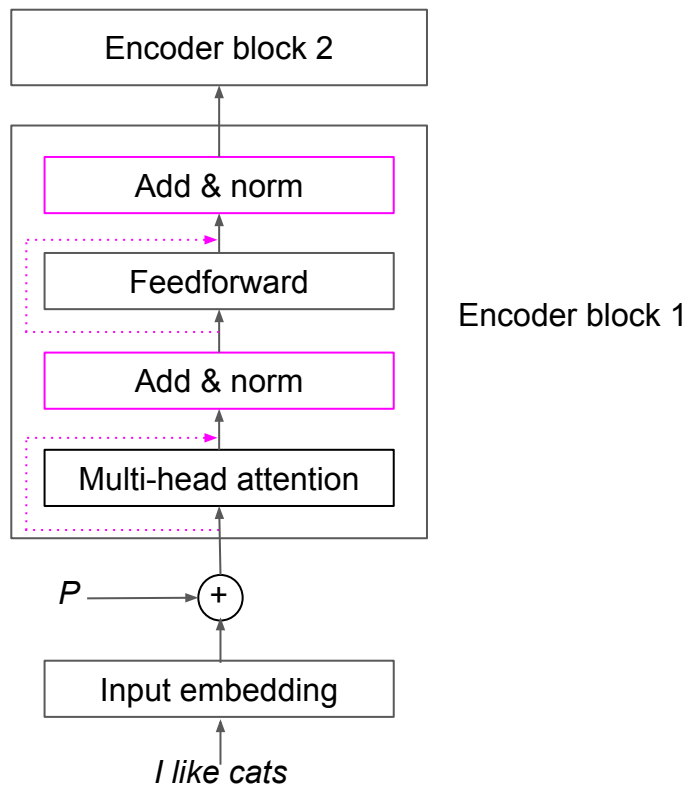 Encoder block 2
Add & norm
Feedforward
Encoder block 1
Add & norm
Multi-head attention
P
+
Input embedding
I like cats